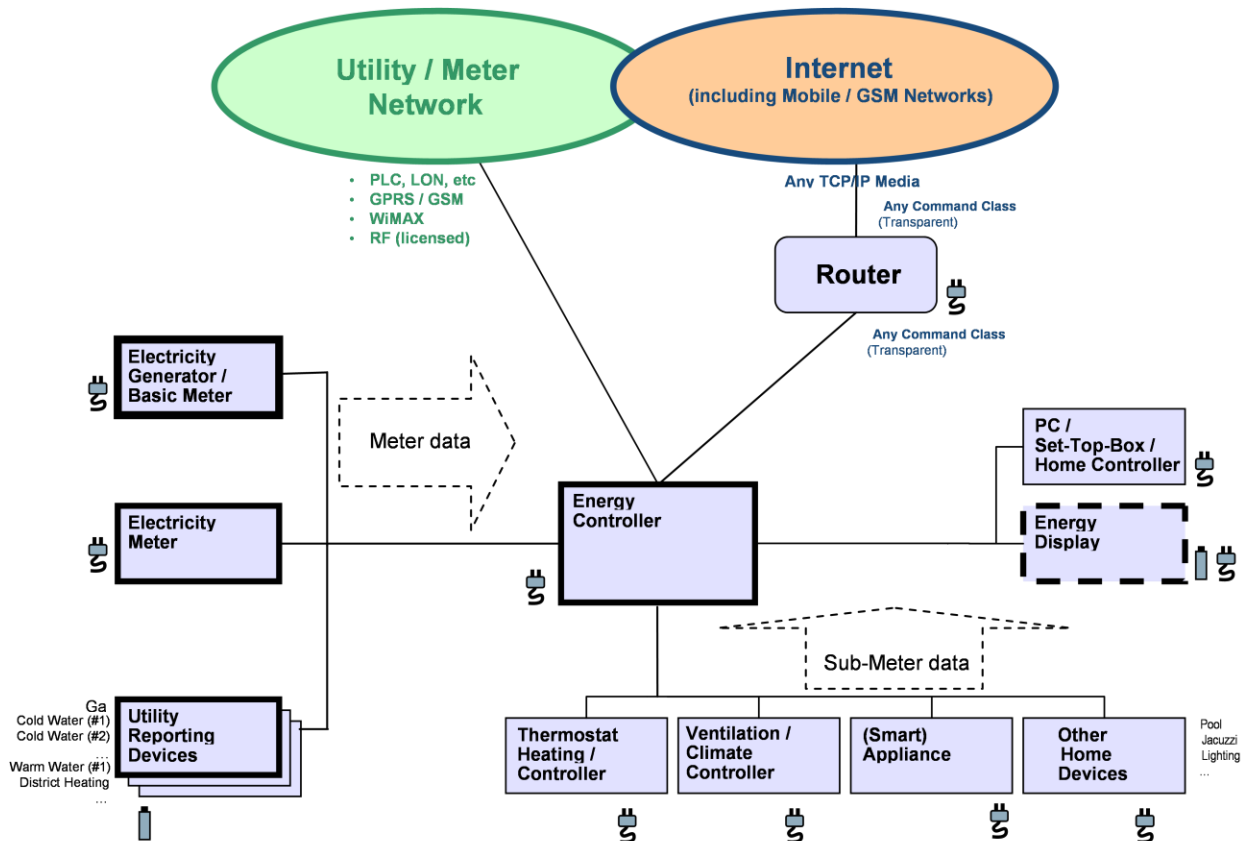 Utility / Meter
Network
Internet
(including Mobile / GSM Networks)
• PLC, LON, etc
• GPRS / GSM
• WiMAX
• RF (licensed)
Any TCP/IP Media
Any Command Class
(Transparent)
Router
Any Command Class
(Transparent)
Electricity
Generator /
Basic Meter
Meter data
PC /
Set-Top-Box /
Home Controller
Electricity
Meter
Energy
Controller
Energy
Display
Sub-Meter data
Ga
Cold Water (#1)
Cold Water (#2)
...
Warm Water (#1)
District Heating
...
Utility
Reporting
Devices
Thermostat
Heating /
Controller
Ventilation /
Climate
Controller
(Smart)
Appliance
Other
Home
Devices
Pool
Jacuzzi
Lighting
...